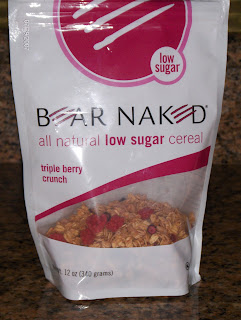 low
sugar
BEAR NAKED®
all natural low sugar cereal
triple berry
crunch
12 oz (340 grams)